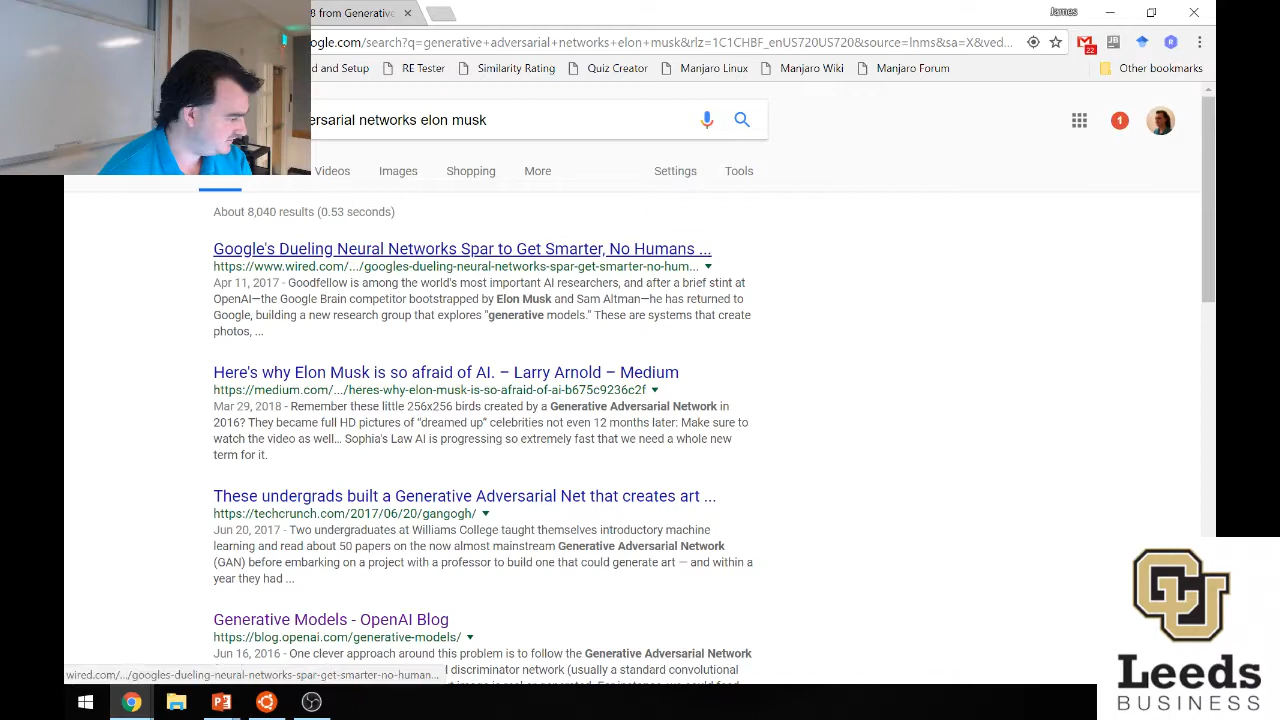 8 from Generative
James
ogle.com/search?q=generative+adversarial+networks+elon+musk&rlz=1C1CHBF_enUS720US720&source=lnms&sa=X&ved...
22
d and Setup RE Tester Similarity Rating Quiz Creator Manjaro Linux Manjaro Wiki Manjaro Forum Other bookmarks
ersarial networks elon musk
1
Videos Images Shopping More Settings Tools
About 8,040 results (0.53 seconds)
Google's Dueling Neural Networks Spar to Get Smarter, No Humans ...
https://www.wired.com/.../googles-dueling-neural-networks-spar-get-smarter-no-hum...
Apr 11, 2017 - Goodfellow is among the world's most important AI researchers, and after a brief stint at
OpenAI—the Google Brain competitor bootstrapped by Elon Musk and Sam Altman—he has returned to
Google, building a new research group that explores "generative models." These are systems that create
photos, ...
Here's why Elon Musk is so afraid of AI. – Larry Arnold – Medium
https://medium.com/.../heres-why-elon-musk-is-so-afraid-of-ai-b675c9236c2f
Mar 29, 2018 - Remember these little 256x256 birds created by a Generative Adversarial Network in
2016? They became full HD pictures of “dreamed up” celebrities not even 12 months later: Make sure to
watch the video as well… Sophia's Law AI is progressing so extremely fast that we need a whole new
term for it.
These undergrads built a Generative Adversarial Net that creates art ...
https://techcrunch.com/2017/06/20/gangogh/
Jun 20, 2017 - Two undergraduates at Williams College taught themselves introductory machine
learning and read about 50 papers on the now almost mainstream Generative Adversarial Network
(GAN) before embarking on a project with a professor to build one that could generate art — and within a
year they had ...
Generative Models - OpenAI Blog
https://blog.openai.com/generative-models/
Jun 16, 2016 - One clever approach around this problem is to follow the Generative Adversarial Network
l discriminator network (usually a standard convolutional
wired.com/.../googles-dueling-neural-networks-spar-get-smarter-no-human...
CU
Leeds
BUSINESS